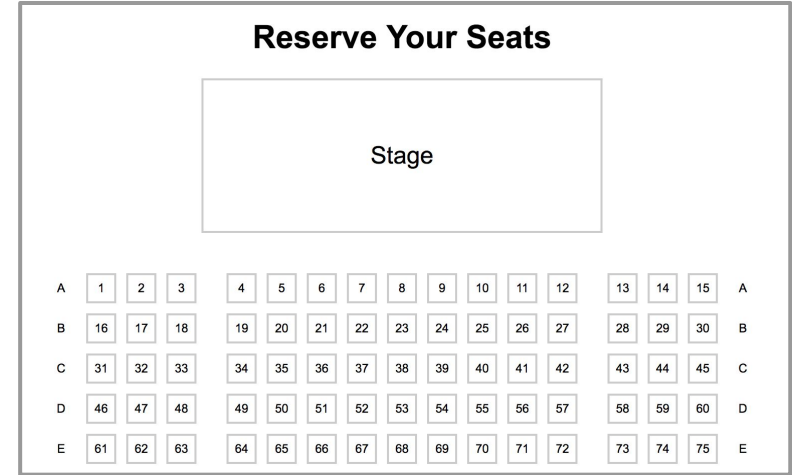 Reserve Your Seats
Stage
A 1 2 3 4 5 6 7 8 9 10 11 12 13 14 15 A
B 16 17 18 19 20 21 22 23 24 25 26 27 28 29 30 B
C 31 32 33 34 35 36 37 38 39 40 41 42 43 44 45 C
D 46 47 48 49 50 51 52 53 54 55 56 57 58 59 60 D
E 61 62 63 64 65 66 67 68 69 70 71 72 73 74 75 E